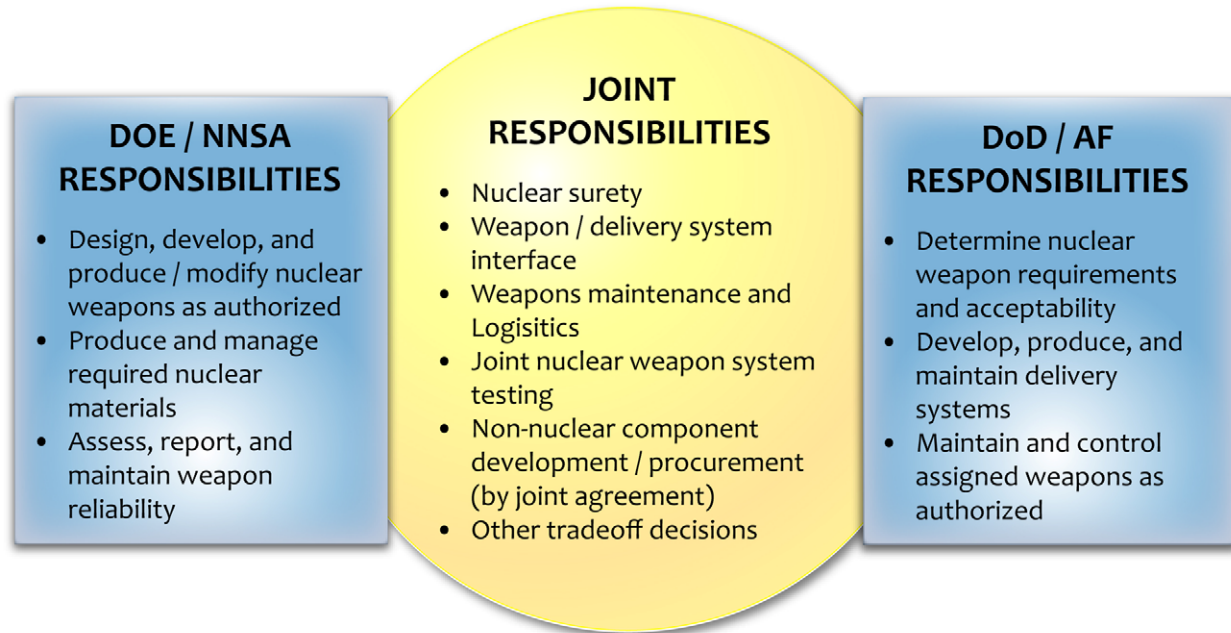 DOE / NNSA
RESPONSIBILITIES
• Design, develop, and
produce / modify nuclear
weapons as authorized
• Produce and manage
required nuclear
materials
• Assess, report, and
maintain weapon
reliability
JOINT
RESPONSIBILITIES
• Nuclear surety
• Weapon / delivery system
interface
• Weapons maintenance and
Logisitics
• Joint nuclear weapon system
testing
• Non-nuclear component
development / procurement
(by joint agreement)
• Other tradeoff decisions
DoD / AF
RESPONSIBILITIES
• Determine nuclear
weapon requirements
and acceptability
• Develop, produce, and
maintain delivery
systems
• Maintain and control
assigned weapons as
authorized